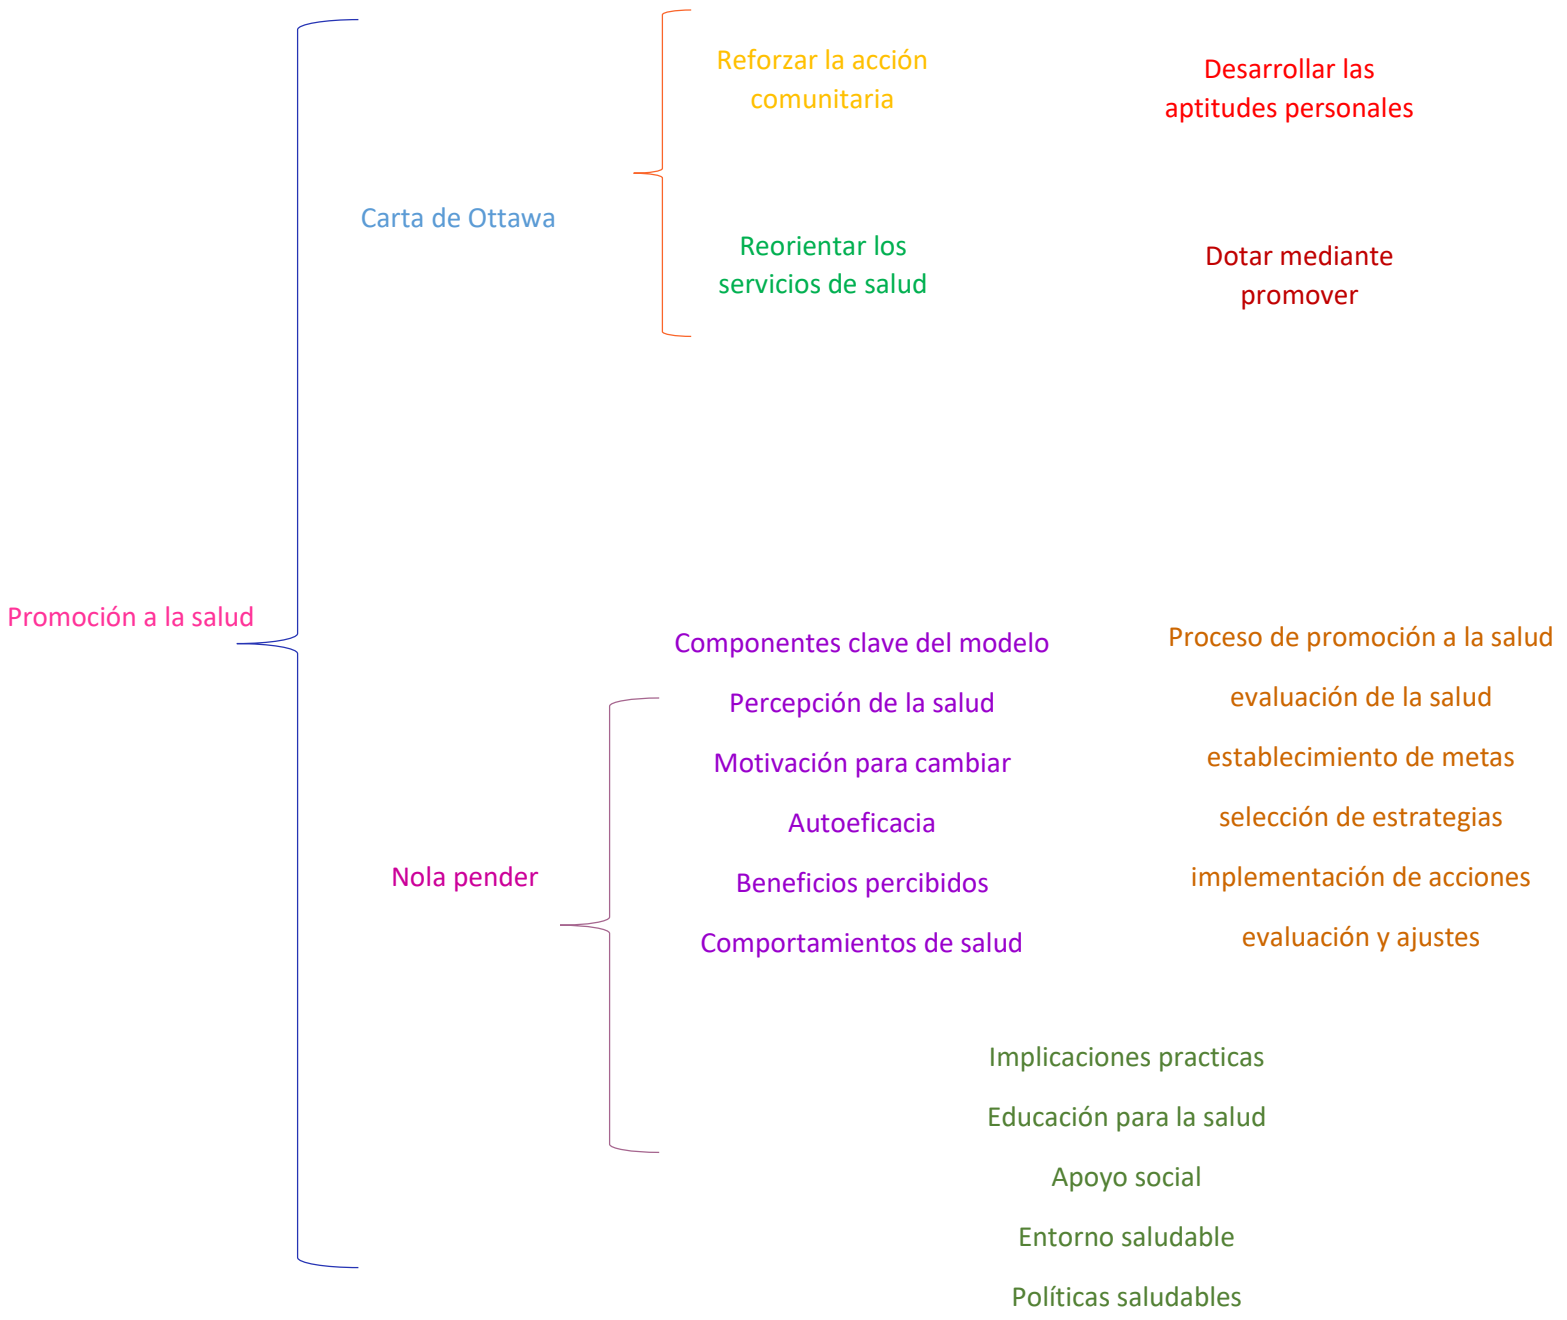 Promoción a la salud
Carta de Ottawa
Reforzar la acción
comunitaria
Desarrollar las
aptitudes personales
Reorientar los
servicios de salud
Dotar mediante
promover
Nola pender
Componentes clave del modelo
Percepción de la salud
Motivación para cambiar
Autoeficacia
Beneficios percibidos
Comportamientos de salud
Proceso de promoción a la salud
evaluación de la salud
establecimiento de metas
selección de estrategias
implementación de acciones
evaluación y ajustes
Implicaciones practicas
Educación para la salud
Apoyo social
Entorno saludable
Políticas saludables